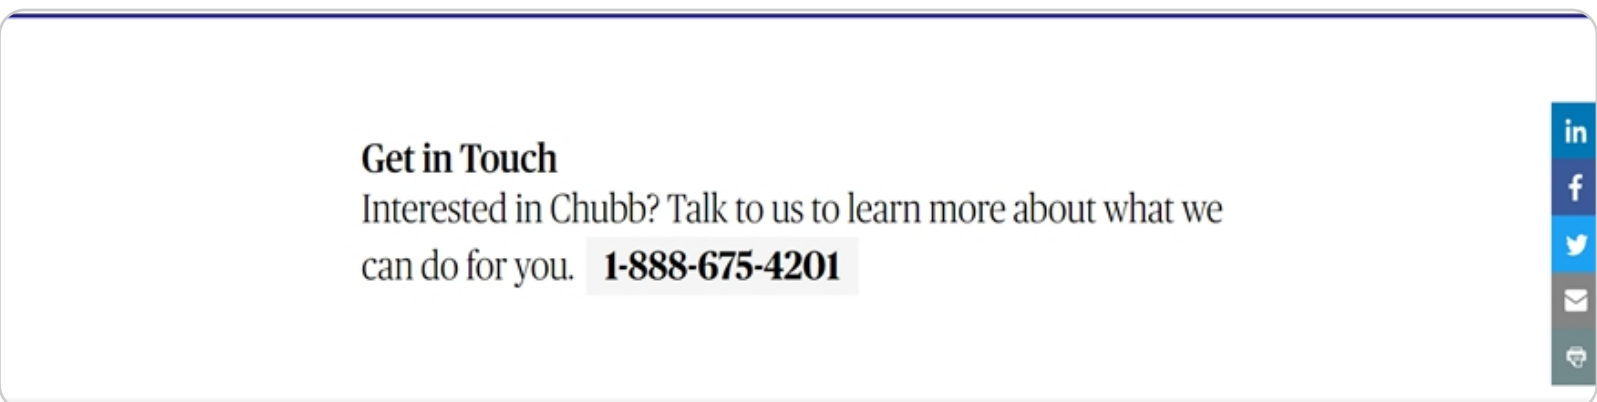 Get in Touch
Interested in Chubb? Talk to us to learn more about what we
can do for you. 1-888-675-4201
in
f